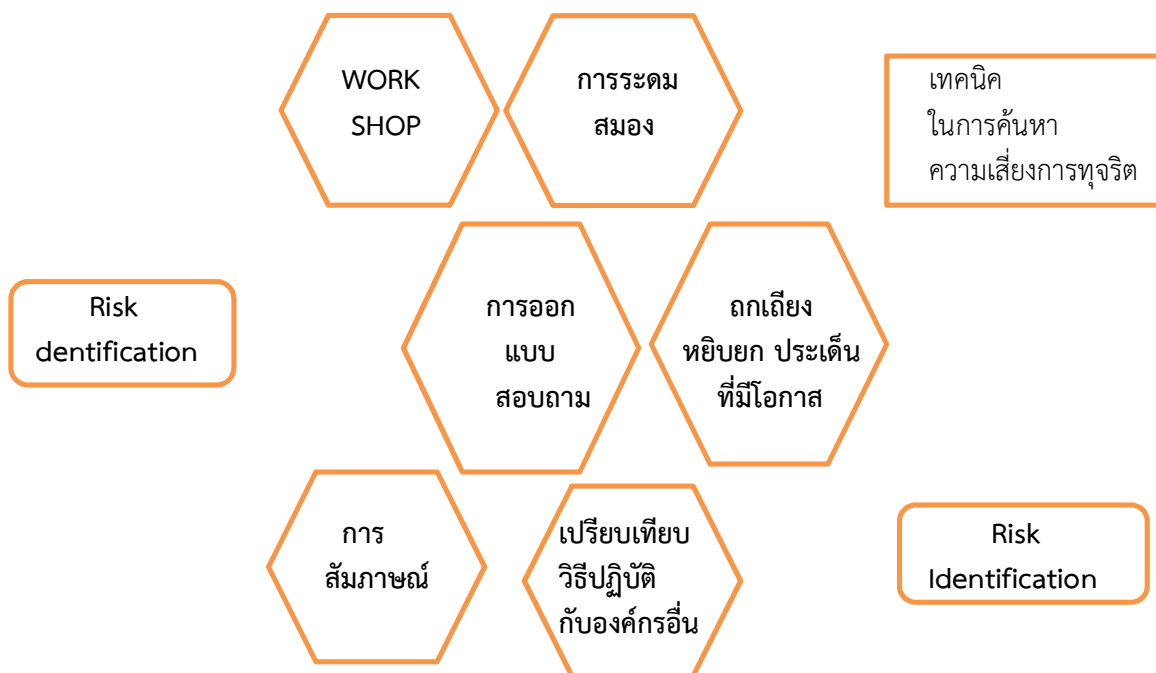 WORK
SHOP
การระดม
สมอง
เทคนิค
ในการค้นหา
ความเสี่ยงการทุจริต
Risk
dentification
การออก
แบบ
สอบถาม
ถกเถียง
หยิบยก ประเด็น
ที่มีโอกาส
การ
สัมภาษณ์
เปรียบเทียบ
วิธีปฏิบัติ
กับองค์กรอื่น
Risk
Identification